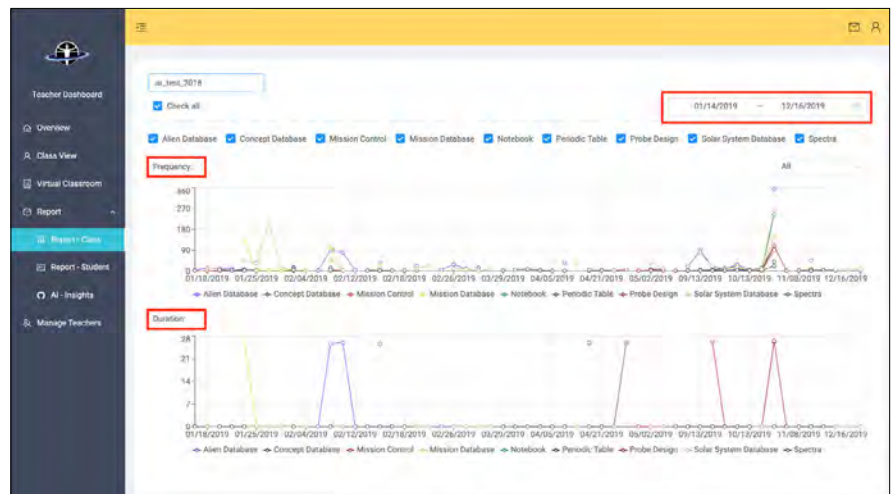 Teacher Dashboard
Overview
Class View
Virtual Classroom
Report
Report - Class
Report - Student
AI - Insights
Manage Teachers
ai_test_2018
Check all
01/14/2019 – 12/16/2019
Alien Database Concept Database Mission Control Mission Database Notebook Periodic Table Probe Design Solar System Database Spectra
Frequency:
All
360
270
180
90
0
01/18/2019 01/25/2019 02/04/2019 02/12/2019 02/18/2019 02/26/2019 03/29/2019 04/05/2019 04/21/2019 05/02/2019 09/13/2019 10/13/2019 11/08/2019 12/16/2019
Alien Database Concept Database Mission Control Mission Database Notebook Periodic Table Probe Design Solar System Database Spectra
Duration:
28
21
14
7
0
01/18/2019 01/25/2019 02/04/2019 02/12/2019 02/18/2019 02/26/2019 03/29/2019 04/05/2019 04/21/2019 05/02/2019 09/13/2019 10/13/2019 11/08/2019 12/16/2019
Alien Database Concept Database Mission Control Mission Database Notebook Periodic Table Probe Design Solar System Database Spectra